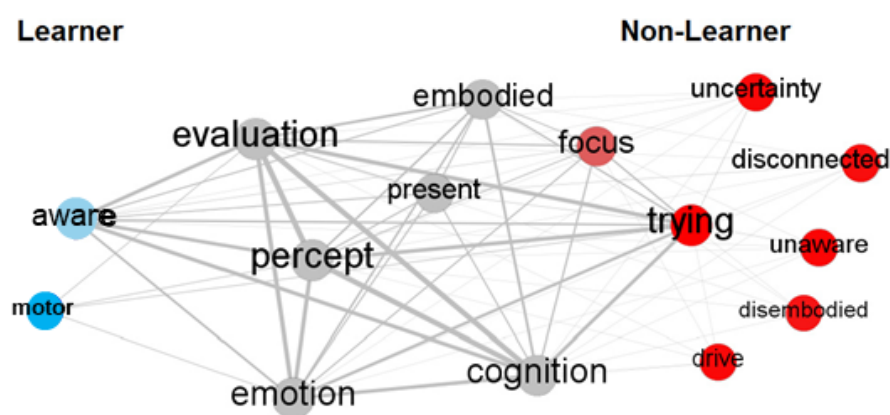 Learner
Non-Learner
uncertainty
embodied
evaluation
focus
disconnected
present
aware
trying
unaware
percept
motor
disembodied
drive
cognition
emotion